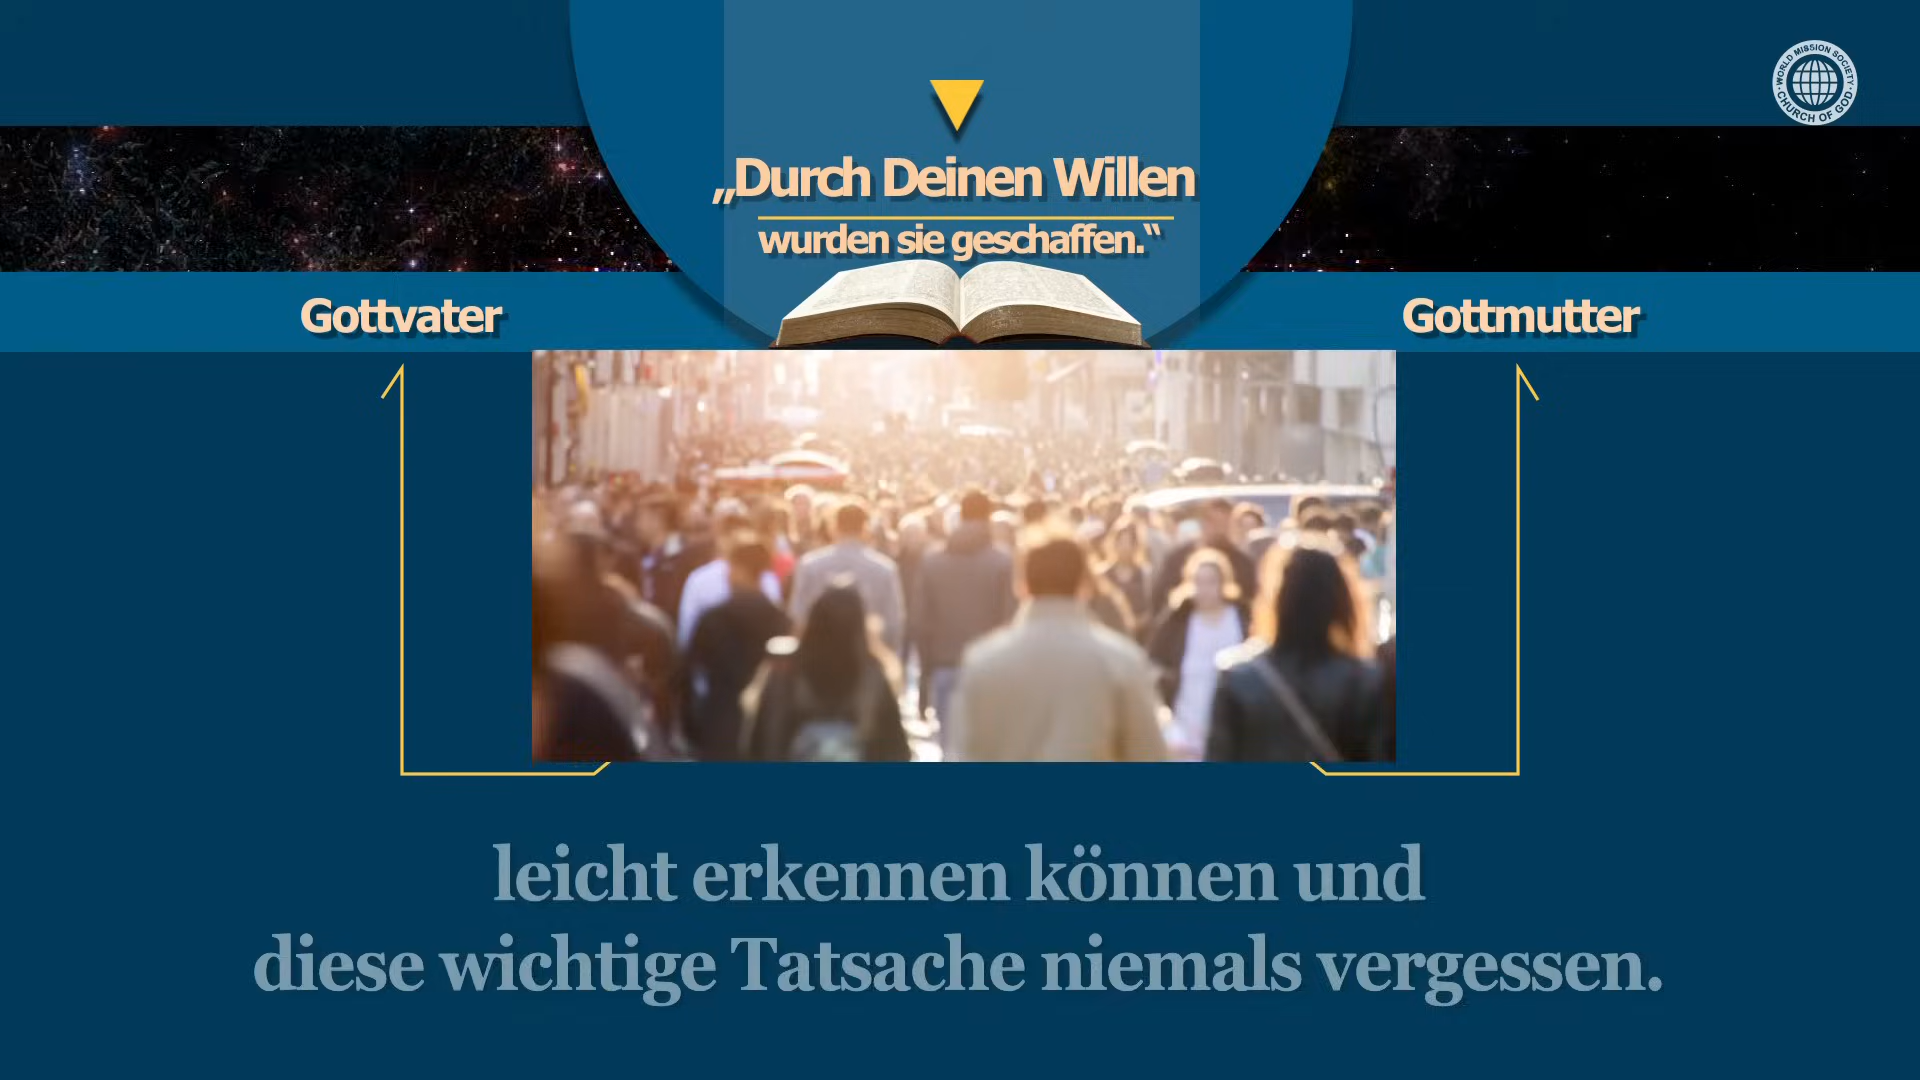 WORLD MISSION SOCIETY
CHURCH OF GOD
„Durch Deinen Willen
wurden sie geschaffen.“
Gottvater
Gottmutter
leicht erkennen können und
diese wichtige Tatsache niemals vergessen.